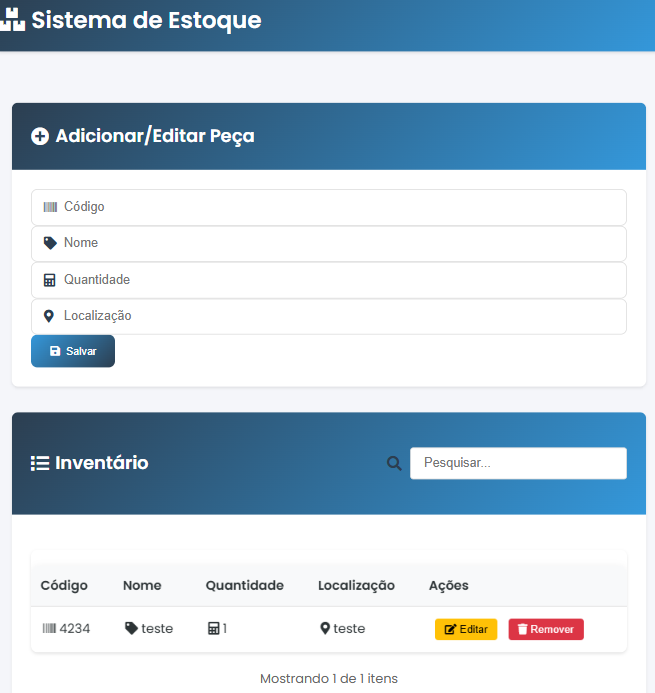 Sistema de Estoque
Adicionar/Editar Peça
Código
Nome
Quantidade
Localização
Salvar
Inventário
Pesquisar...
Código Nome Quantidade Localização Ações
4234 teste 1 teste Editar Remover
Mostrando 1 de 1 itens